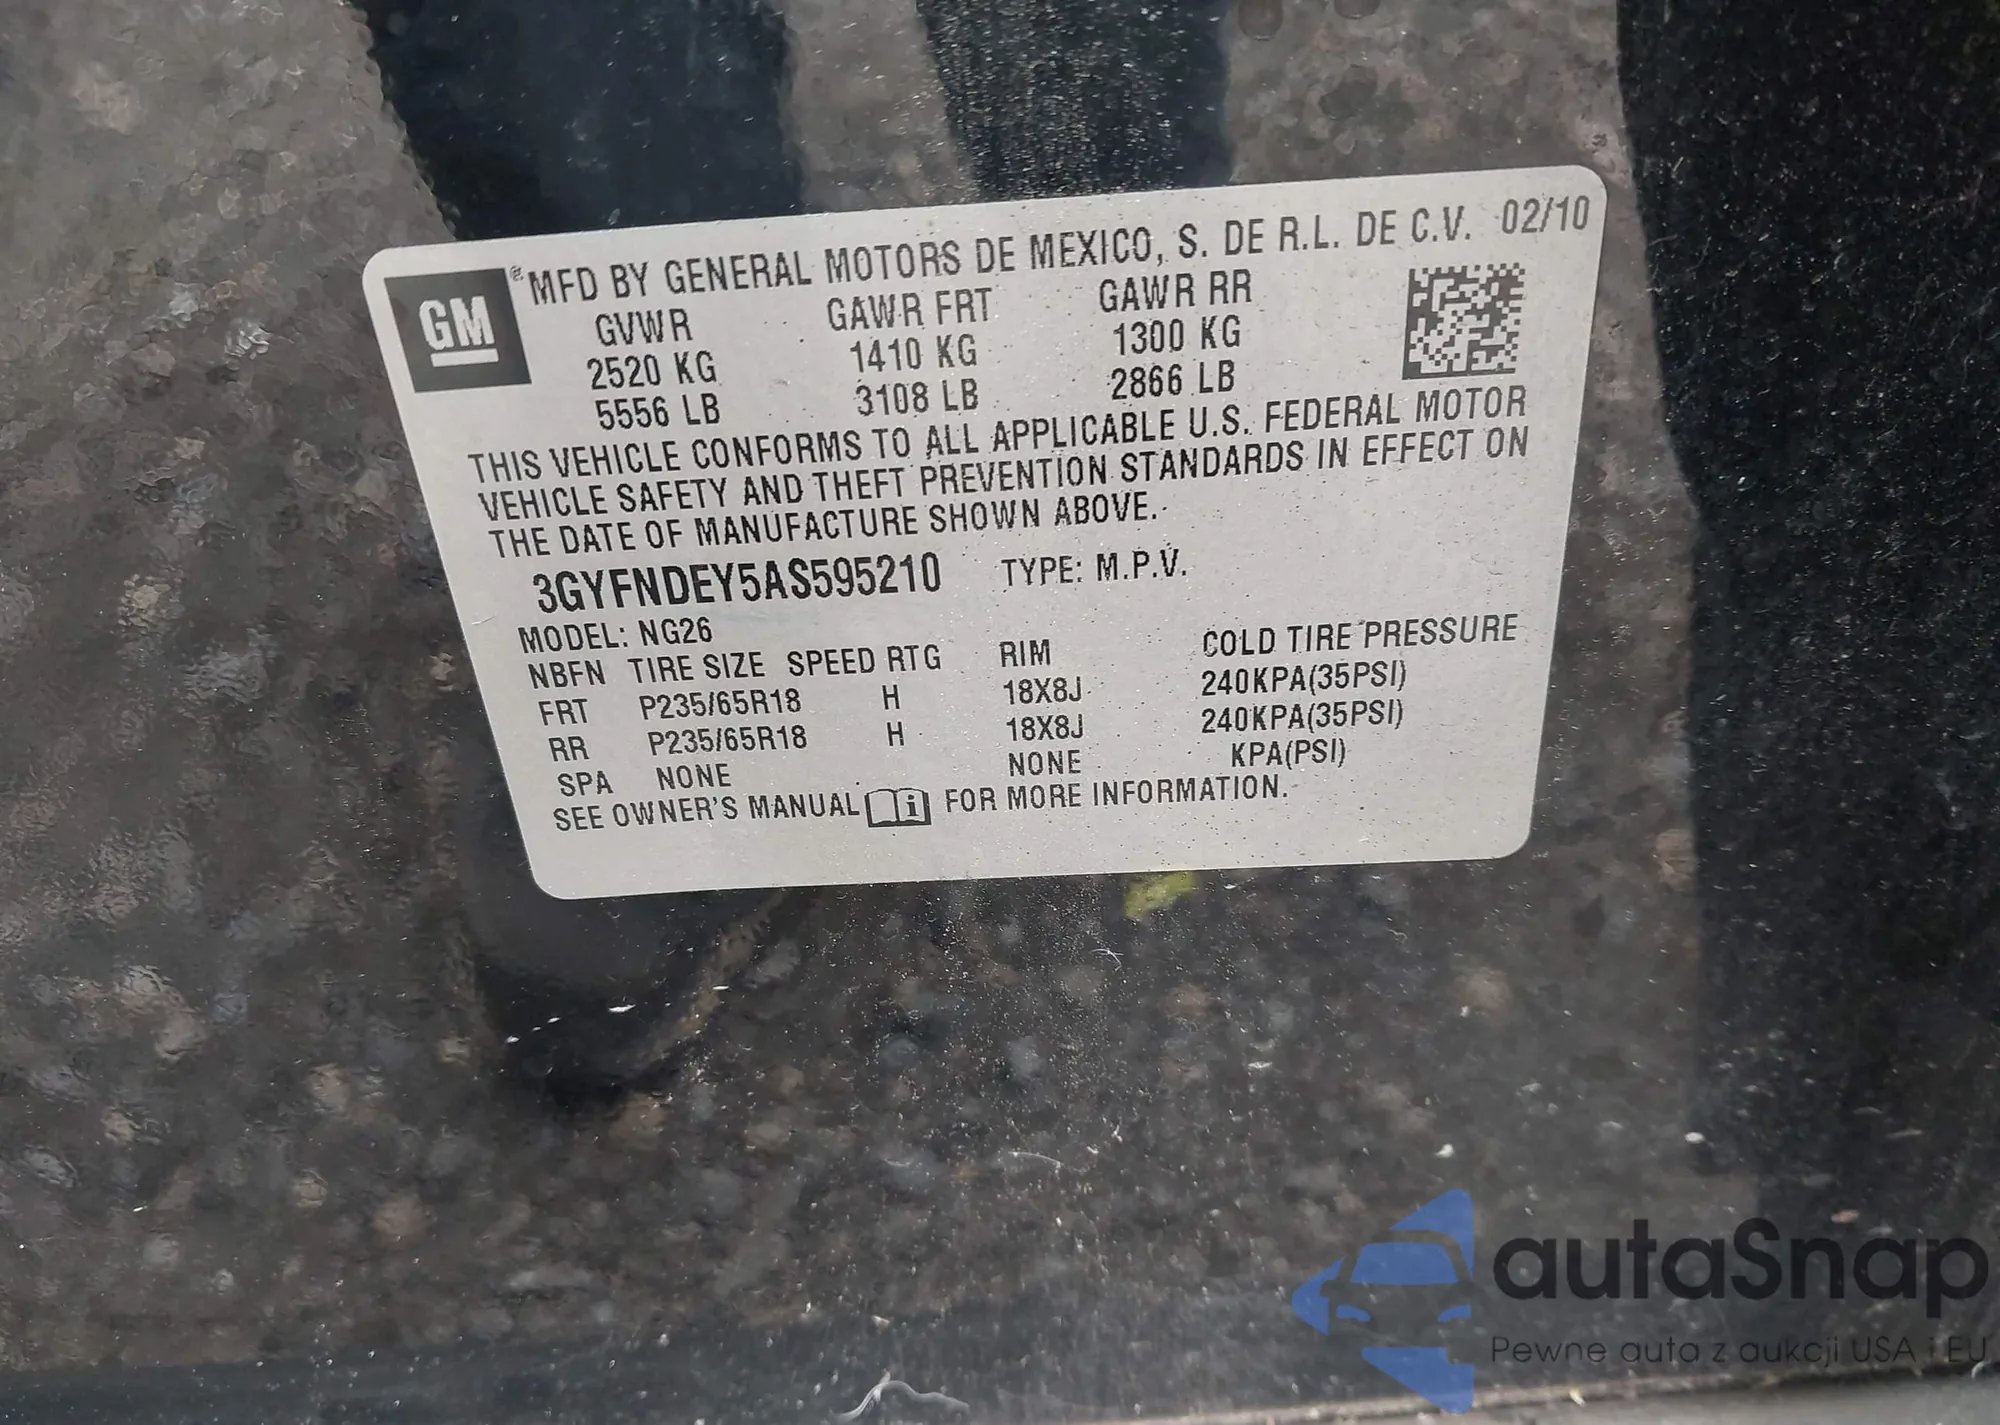 GM ® MFD BY GENERAL MOTORS DE MEXICO, S. DE R.L. DE C.V. 02/10
GVWR GAWR FRT GAWR RR
2520 KG 1410 KG 1300 KG
5556 LB 3108 LB 2866 LB
THIS VEHICLE CONFORMS TO ALL APPLICABLE U.S. FEDERAL MOTOR
VEHICLE SAFETY AND THEFT PREVENTION STANDARDS IN EFFECT ON
THE DATE OF MANUFACTURE SHOWN ABOVE.
3GYFNDEY5AS595210 TYPE: M.P.V.
MODEL: NG26
NBFN TIRE SIZE SPEED RTG RIM COLD TIRE PRESSURE
FRT P235/65R18 H 18X8J 240KPA(35PSI)
RR P235/65R18 H 18X8J 240KPA(35PSI)
SPA NONE NONE KPA(PSI)
SEE OWNER'S MANUAL FOR MORE INFORMATION.
autaSnap
Pewne auta z aukcji USA i EU